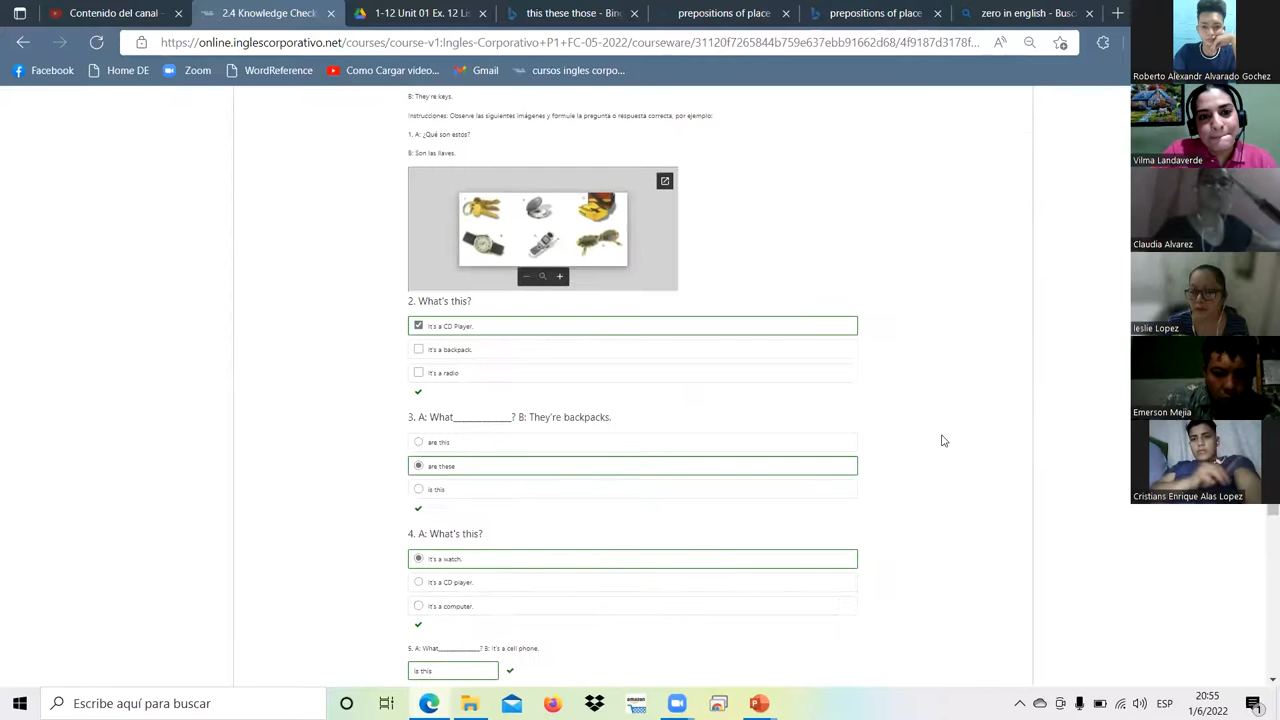 Contenido del canal
2.4 Knowledge Check
1-12 Unit 01 Ex. 12 Lis
this these those - Bin
prepositions of place
prepositions of place
zero in english - Busc
https://online.inglescorporativo.net/courses/course-v1:Ingles-Corporativo+P1+FC-05-2022/courseware/31120f7265844b759e637ebb91662d68/4f9187d3178f...
Facebook
Home DE
Zoom
WordReference
Como Cargar video...
Gmail
cursos ingles corpo...
B: They're keys.
Instrucciones: Observe las siguientes imágenes y formule la pregunta o respuesta correcta, por ejemplo:
1. A: ¿Qué son estos?
B: Son las llaves.
2. What's this?
It's a CD Player.
It's a backpack.
It's a radio
3. A: What___________? B: They're backpacks.
are this
are these
is this
4. A: What's this?
It's a watch.
It's a CD player.
It's a computer.
5. A: What______________? B: It's a cell phone.
is this
Roberto Alexandr Alvarado Gochez
Vilma Landaverde
Claudia Alvarez
leslie Lopez
Emerson Mejia
Cristians Enrique Alas Lopez
Escribe aquí para buscar
amazon
ESP
20:55
1/6/2022
1